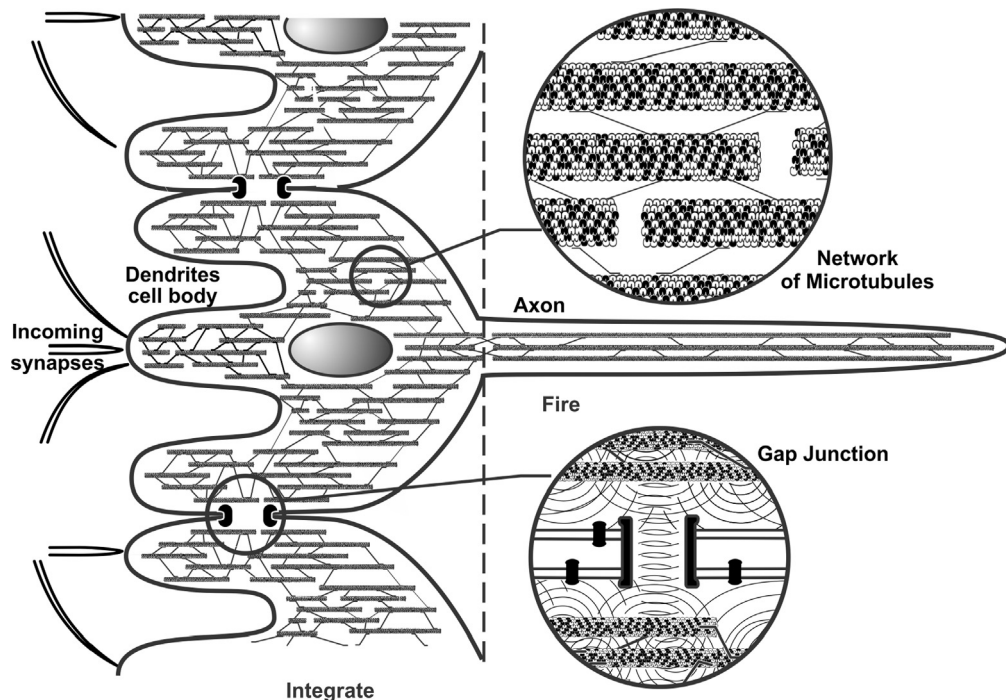 Network
of Microtubules
Dendrites
cell body
Axon
Incoming
synapses
Fire
Gap Junction
Integrate